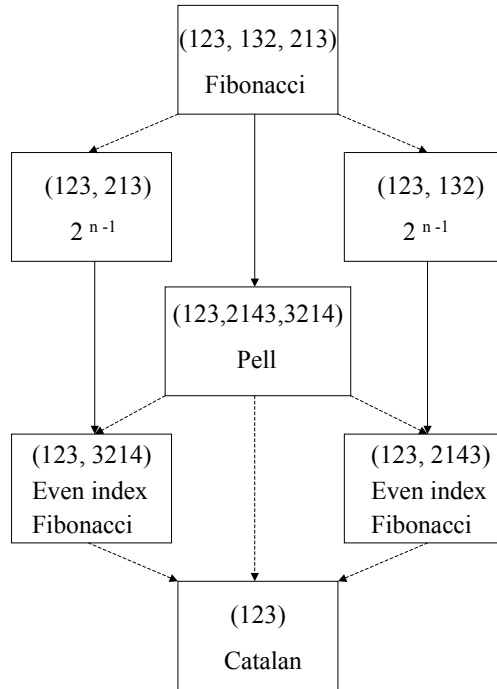 (123, 132, 213)
Fibonacci
(123, 213)
2 ⁿ ⁻¹
(123, 132)
2 ⁿ ⁻¹
(123,2143,3214)
Pell
(123, 3214)
Even index
Fibonacci
(123, 2143)
Even index
Fibonacci
(123)
Catalan